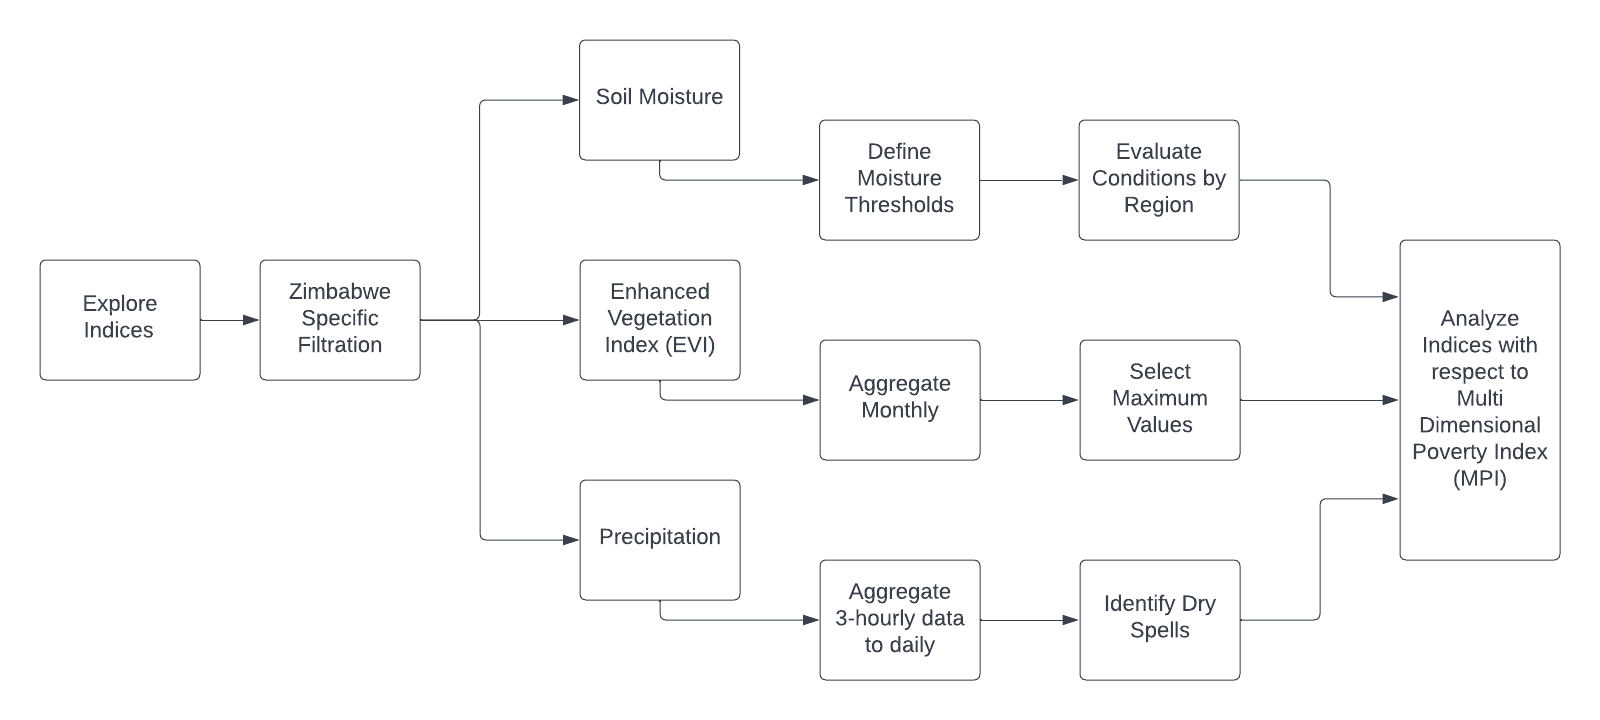 Explore
Indices
Zimbabwe
Specific
Filtration
Soil Moisture
Define
Moisture
Thresholds
Evaluate
Conditions by
Region
Enhanced
Vegetation
Index (EVI)
Aggregate
Monthly
Select
Maximum
Values
Precipitation
Aggregate
3-hourly data
to daily
Identify Dry
Spells
Analyze
Indices with
respect to
Multi
Dimensional
Poverty Index
(MPI)